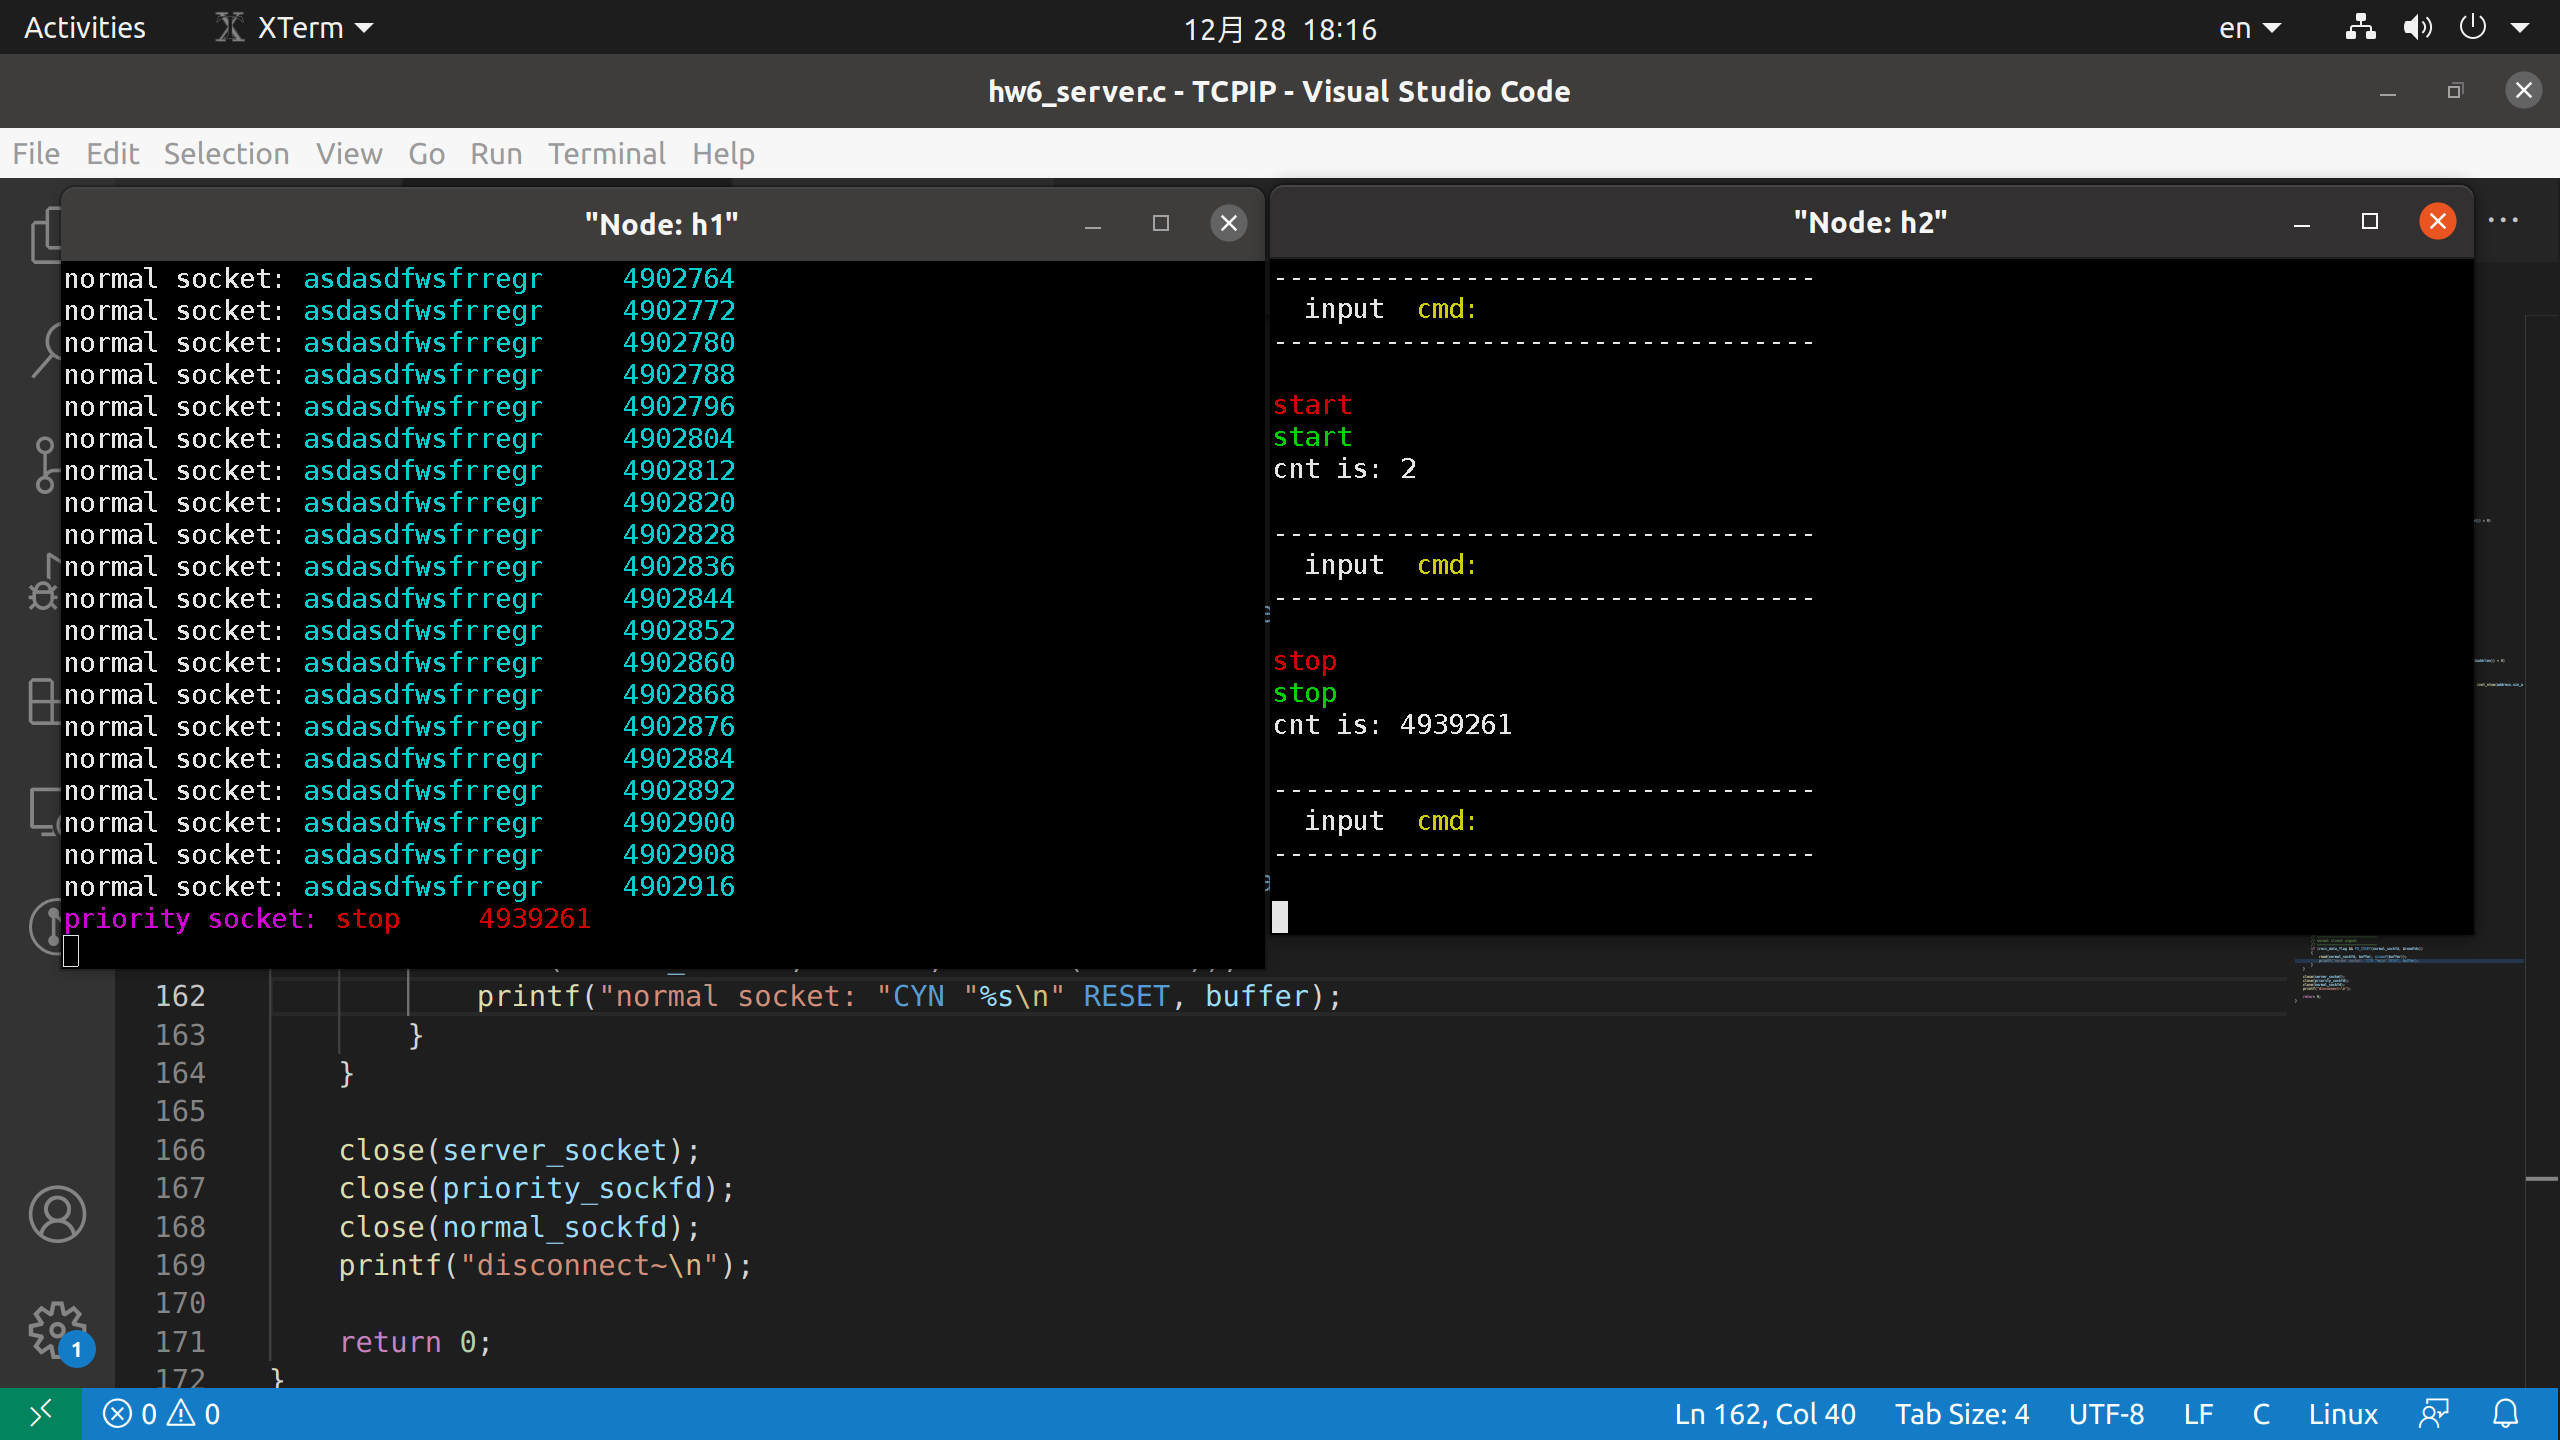 Activities
XTerm
12月 28 18:16
en
hw6_server.c - TCPIP - Visual Studio Code
File Edit Selection View Go Run Terminal Help
"Node: h1"
normal socket: asdasdfwsfrregr 4902764
normal socket: asdasdfwsfrregr 4902772
normal socket: asdasdfwsfrregr 4902780
normal socket: asdasdfwsfrregr 4902788
normal socket: asdasdfwsfrregr 4902796
normal socket: asdasdfwsfrregr 4902804
normal socket: asdasdfwsfrregr 4902812
normal socket: asdasdfwsfrregr 4902820
normal socket: asdasdfwsfrregr 4902828
normal socket: asdasdfwsfrregr 4902836
normal socket: asdasdfwsfrregr 4902844
normal socket: asdasdfwsfrregr 4902852
normal socket: asdasdfwsfrregr 4902860
normal socket: asdasdfwsfrregr 4902868
normal socket: asdasdfwsfrregr 4902876
normal socket: asdasdfwsfrregr 4902884
normal socket: asdasdfwsfrregr 4902892
normal socket: asdasdfwsfrregr 4902900
normal socket: asdasdfwsfrregr 4902908
normal socket: asdasdfwsfrregr 4902916
priority socket: stop 4939261
"Node: h2"
----------------------------------
input cmd:
----------------------------------
start
start
cnt is: 2
----------------------------------
input cmd:
----------------------------------
stop
stop
cnt is: 4939261
----------------------------------
input cmd:
----------------------------------
162 printf("normal socket: "CYN "%s\n" RESET, buffer);
163 }
164 }
165
166 close(server_socket);
167 close(priority_sockfd);
168 close(normal_sockfd);
169 printf("disconnect~\n");
170
171 return 0;
172 }
1
0 0
Ln 162, Col 40 Tab Size: 4 UTF-8 LF C Linux